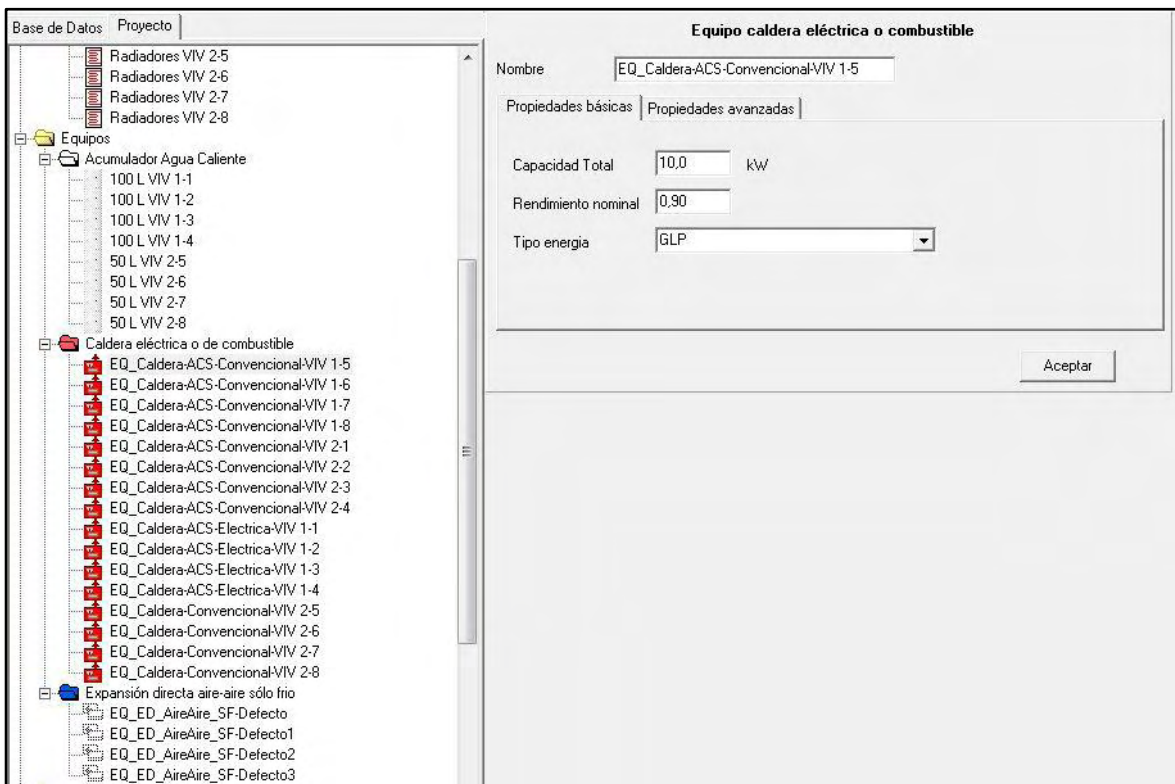 Base de Datos
Proyecto
Radiadores VIV 2-5
Radiadores VIV 2-6
Radiadores VIV 2-7
Radiadores VIV 2-8
Equipos
Acumulador Agua Caliente
100 L VIV 1-1
100 L VIV 1-2
100 L VIV 1-3
100 L VIV 1-4
50 L VIV 2-5
50 L VIV 2-6
50 L VIV 2-7
50 L VIV 2-8
Caldera eléctrica o de combustible
EQ_Caldera-ACS-Convencional-VIV 1-5
EQ_Caldera-ACS-Convencional-VIV 1-6
EQ_Caldera-ACS-Convencional-VIV 1-7
EQ_Caldera-ACS-Convencional-VIV 1-8
EQ_Caldera-ACS-Convencional-VIV 2-1
EQ_Caldera-ACS-Convencional-VIV 2-2
EQ_Caldera-ACS-Convencional-VIV 2-3
EQ_Caldera-ACS-Convencional-VIV 2-4
EQ_Caldera-ACS-Electrica-VIV 1-1
EQ_Caldera-ACS-Electrica-VIV 1-2
EQ_Caldera-ACS-Electrica-VIV 1-3
EQ_Caldera-ACS-Electrica-VIV 1-4
EQ_Caldera-Convencional-VIV 2-5
EQ_Caldera-Convencional-VIV 2-6
EQ_Caldera-Convencional-VIV 2-7
EQ_Caldera-Convencional-VIV 2-8
Expansión directa aire-aire sólo frio
EQ_ED_AireAire_SF-Defecto
EQ_ED_AireAire_SF-Defecto1
EQ_ED_AireAire_SF-Defecto2
EQ_ED_AireAire_SF-Defecto3
Equipo caldera eléctrica o combustible
Nombre EQ_Caldera-ACS-Convencional-VIV 1-5
Propiedades básicas
Propiedades avanzadas
Capacidad Total 10,0 kW
Rendimiento nominal 0,90
Tipo energia GLP
Aceptar